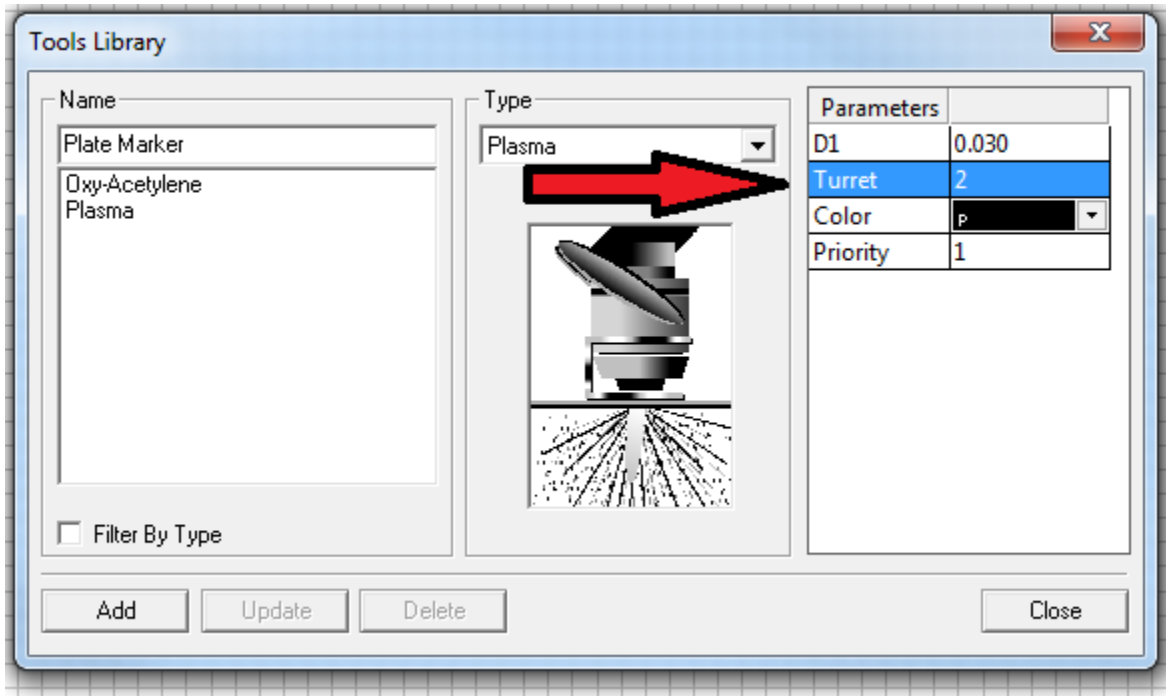 Tools Library
Name
Plate Marker
Oxy-Acetylene
Plasma
Filter By Type
Type
Plasma
Parameters
D1 0.030
Turret 2
Color P
Priority 1
Add Update Delete Close